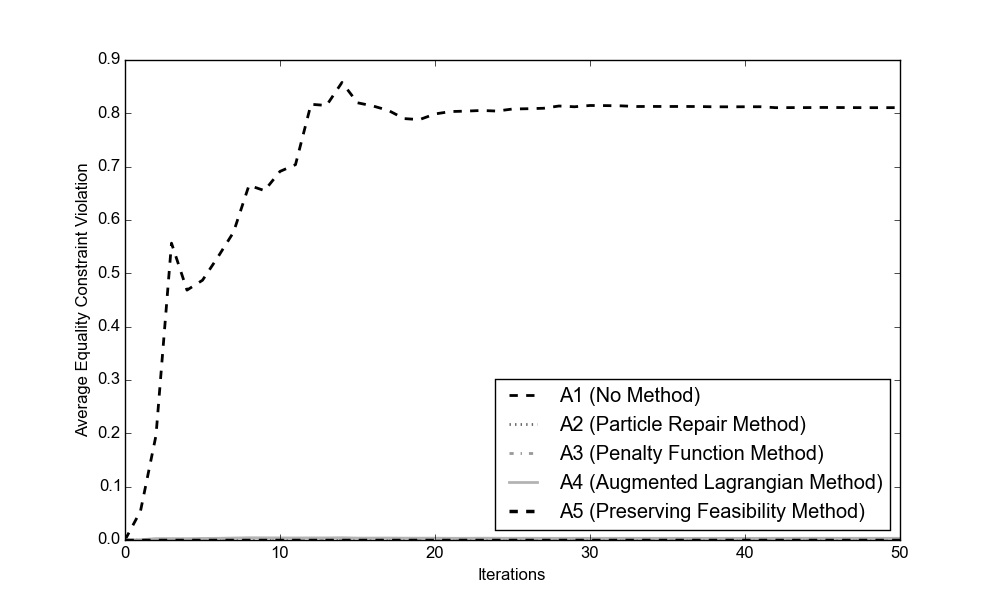 0.9
0.8
0.7
0.6
0.5
0.4
0.3
0.2
0.1
0.0
Average Equality Constraint Violation
A1 (No Method)
A2 (Particle Repair Method)
A3 (Penalty Function Method)
A4 (Augmented Lagrangian Method)
A5 (Preserving Feasibility Method)
0 10 20 30 40 50
Iterations